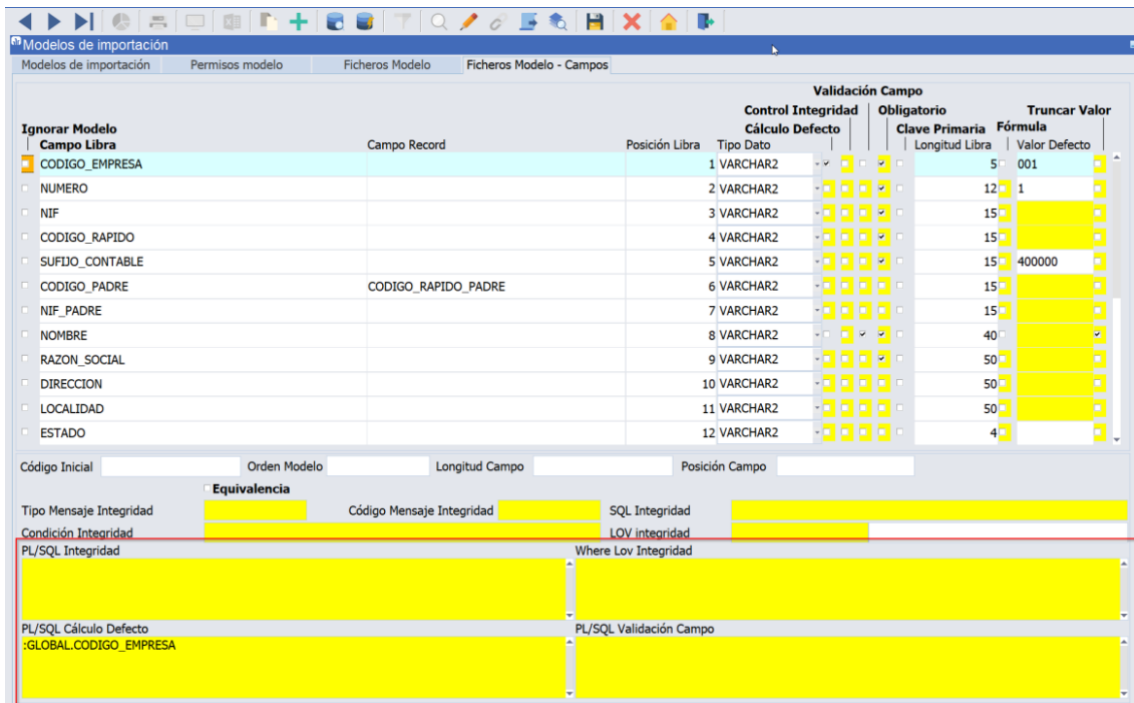 Modelos de importación
Modelos de importación Permisos modelo Ficheros Modelo Ficheros Modelo - Campos
Validación Campo
Control Integridad Obligatorio Truncar Valor
Ignorar Modelo Cálculo Defecto Clave Primaria Fórmula
Campo Libra Campo Record Posición Libra Tipo Dato Longitud Libra Valor Defecto
CODIGO_EMPRESA 1 VARCHAR2 5 001
NUMERO 2 VARCHAR2 12 1
NIF 3 VARCHAR2 15
CODIGO_RAPIDO 4 VARCHAR2 15
SUFIJO_CONTABLE 5 VARCHAR2 15 400000
CODIGO_PADRE CODIGO_RAPIDO_PADRE 6 VARCHAR2 15
NIF_PADRE 7 VARCHAR2 15
NOMBRE 8 VARCHAR2 40
RAZON_SOCIAL 9 VARCHAR2 50
DIRECCION 10 VARCHAR2 50
LOCALIDAD 11 VARCHAR2 50
ESTADO 12 VARCHAR2 4
Código Inicial Orden Modelo Longitud Campo Posición Campo
Equivalencia
Tipo Mensaje Integridad Código Mensaje Integridad SQL Integridad
Condición Integridad LOV integridad
PL/SQL Integridad Where Lov Integridad
PL/SQL Cálculo Defecto PL/SQL Validación Campo
:GLOBAL.CODIGO_EMPRESA